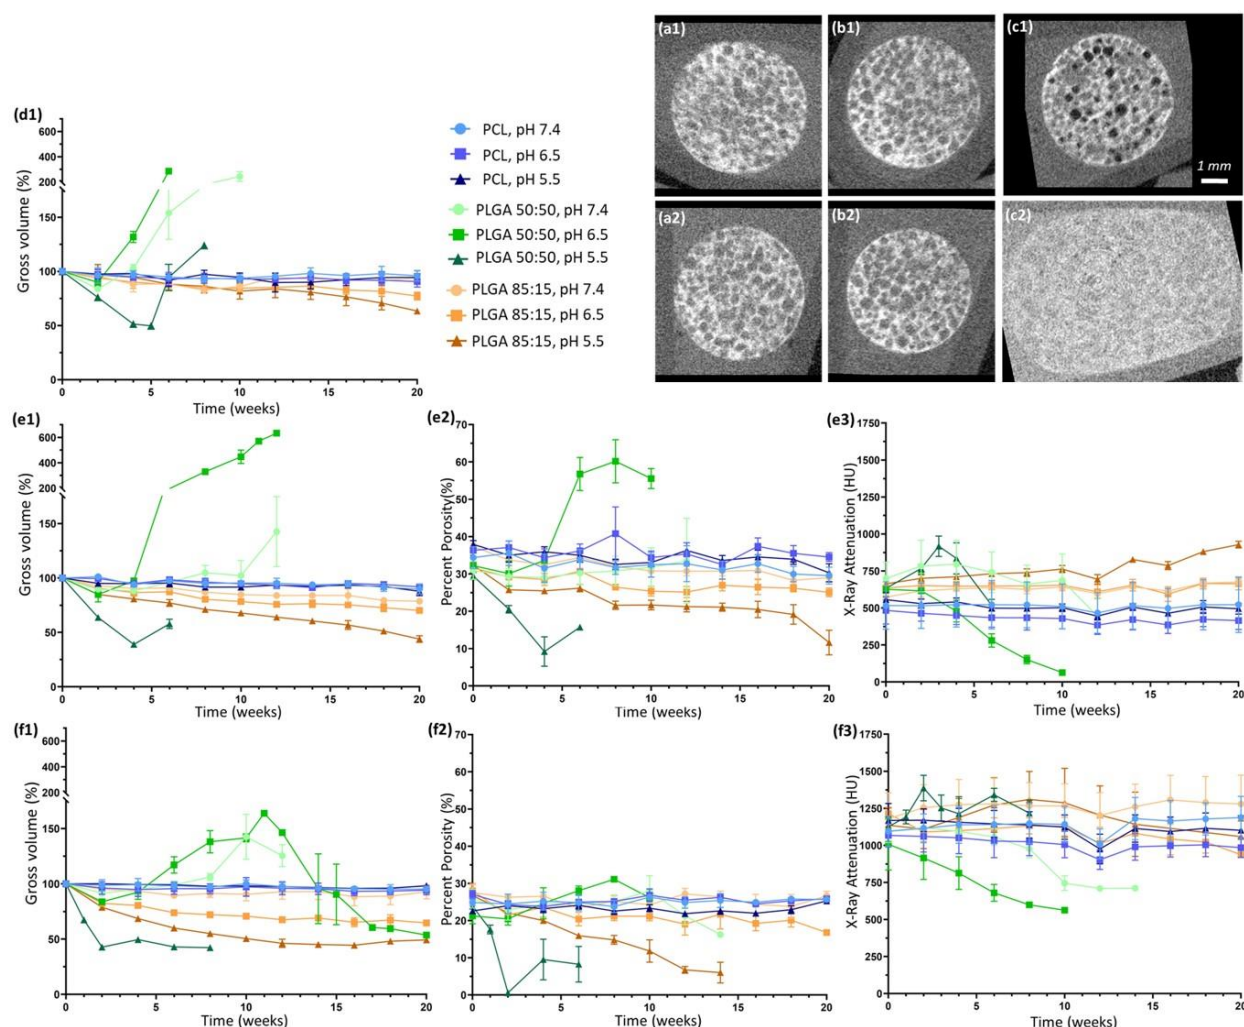 (a1)
(b1)
(c1)
1 mm
(a2)
(b2)
(c2)
(d1)
Gross volume (%)
700
600
400
200
150
100
50
0
0 5 10 15 20
Time (weeks)
PCL, pH 7.4
PCL, pH 6.5
PCL, pH 5.5
PLGA 50:50, pH 7.4
PLGA 50:50, pH 6.5
PLGA 50:50, pH 5.5
PLGA 85:15, pH 7.4
PLGA 85:15, pH 6.5
PLGA 85:15, pH 5.5
(e1)
Gross volume (%)
600
400
200
150
100
50
0
0 5 10 15 20
Time (weeks)
(e2)
Percent Porosity(%)
70
60
50
40
30
20
10
0
0 5 10 15 20
Time (weeks)
(e3)
X-Ray Attenuation (HU)
1750
1500
1250
1000
750
500
250
0
0 5 10 15 20
Time (weeks)
(f1)
Gross volume (%)
600
400
200
150
100
50
0
0 5 10 15 20
Time (weeks)
(f2)
Percent Porosity (%)
70
60
50
40
30
20
10
0
0 5 10 15 20
Time (weeks)
(f3)
X-Ray Attenuation (HU)
1750
1500
1250
1000
750
500
250
0
0 5 10 15 20
Time (weeks)